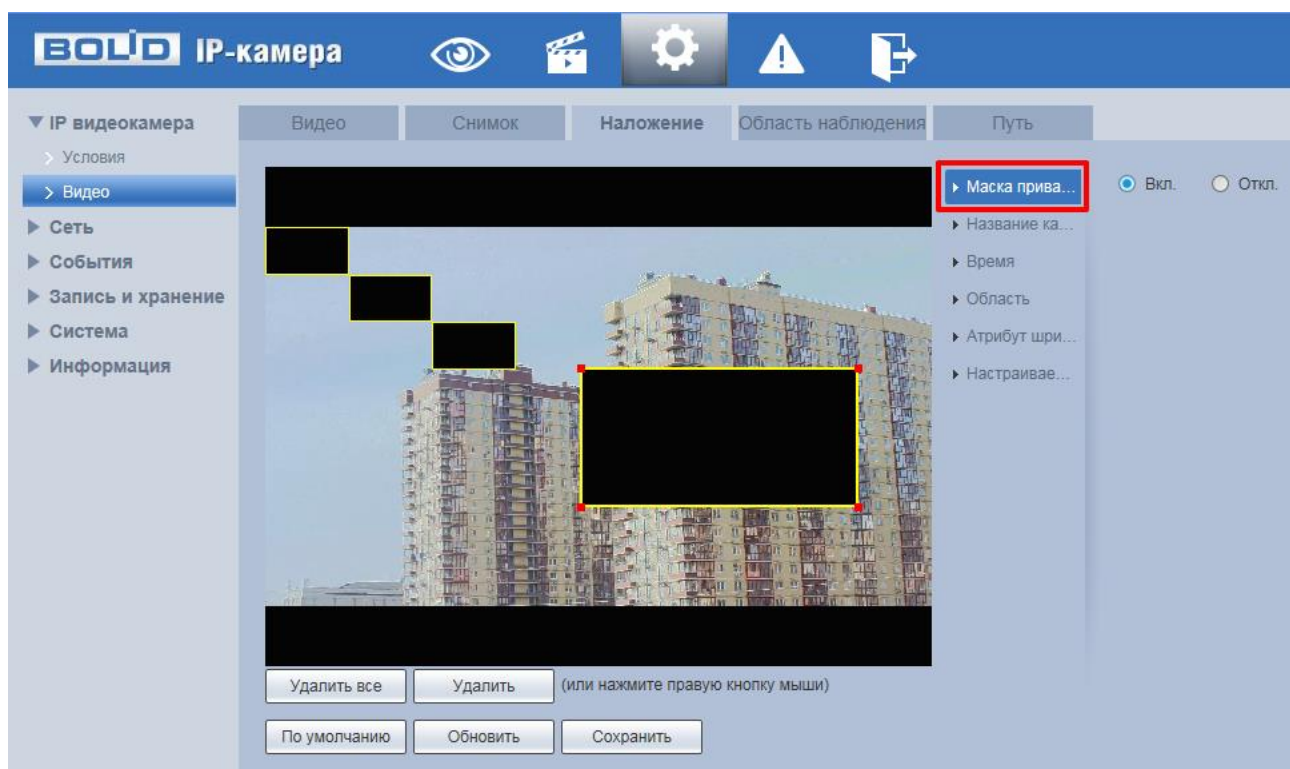 BOLID IP-камера
IP видеокамера
Условия
Видео
Сеть
События
Запись и хранение
Система
Информация
Видео Снимок Наложение Область наблюдения Путь
Маска прива...
Название ка...
Время
Область
Атрибут шри...
Настраивае...
Вкл. Откл.
Удалить все Удалить (или нажмите правую кнопку мыши)
По умолчанию Обновить Сохранить